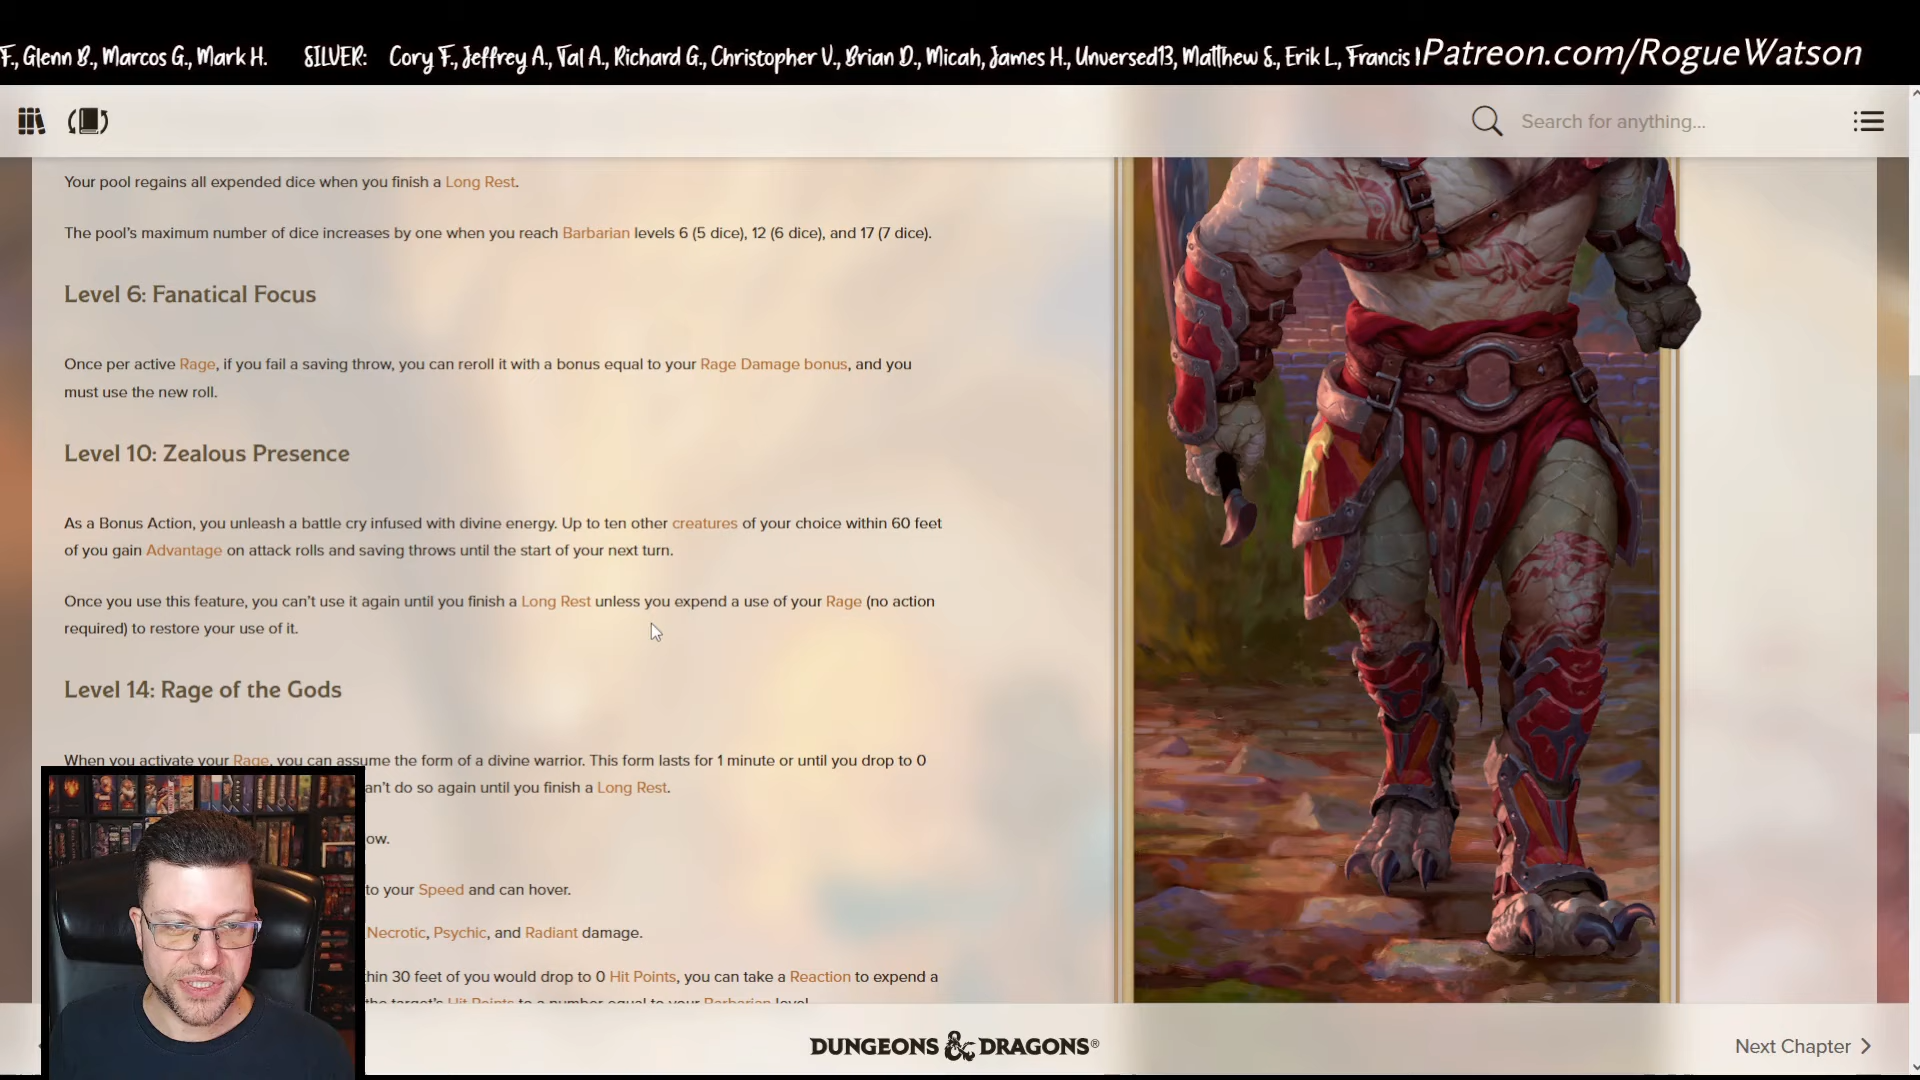 F., Glenn B., Marcos G., Mark H. SILVER: Cory F., Jeffrey A., Tal A., Richard G., Christopher V., Brian D., Micah, James H., Unversed13, Matthew S., Erik L., Francis
Patreon.com/RogueWatson
Search for anything...
Your pool regains all expended dice when you finish a Long Rest.
The pool's maximum number of dice increases by one when you reach Barbarian levels 6 (5 dice), 12 (6 dice), and 17 (7 dice).
Level 6: Fanatical Focus
Once per active Rage, if you fail a saving throw, you can reroll it with a bonus equal to your Rage Damage bonus, and you
must use the new roll.
Level 10: Zealous Presence
As a Bonus Action, you unleash a battle cry infused with divine energy. Up to ten other creatures of your choice within 60 feet
of you gain Advantage on attack rolls and saving throws until the start of your next turn.
Once you use this feature, you can't use it again until you finish a Long Rest unless you expend a use of your Rage (no action
required) to restore your use of it.
Level 14: Rage of the Gods
When you activate your Rage, you can assume the form of a divine warrior. This form lasts for 1 minute or until you drop to 0
an't do so again until you finish a Long Rest.
ow.
to your Speed and can hover.
Necrotic, Psychic, and Radiant damage.
thin 30 feet of you would drop to 0 Hit Points, you can take a Reaction to expend a
the target's Hit Points to a number equal to your Barbarian level
DUNGEONS & DRAGONS®
Next Chapter